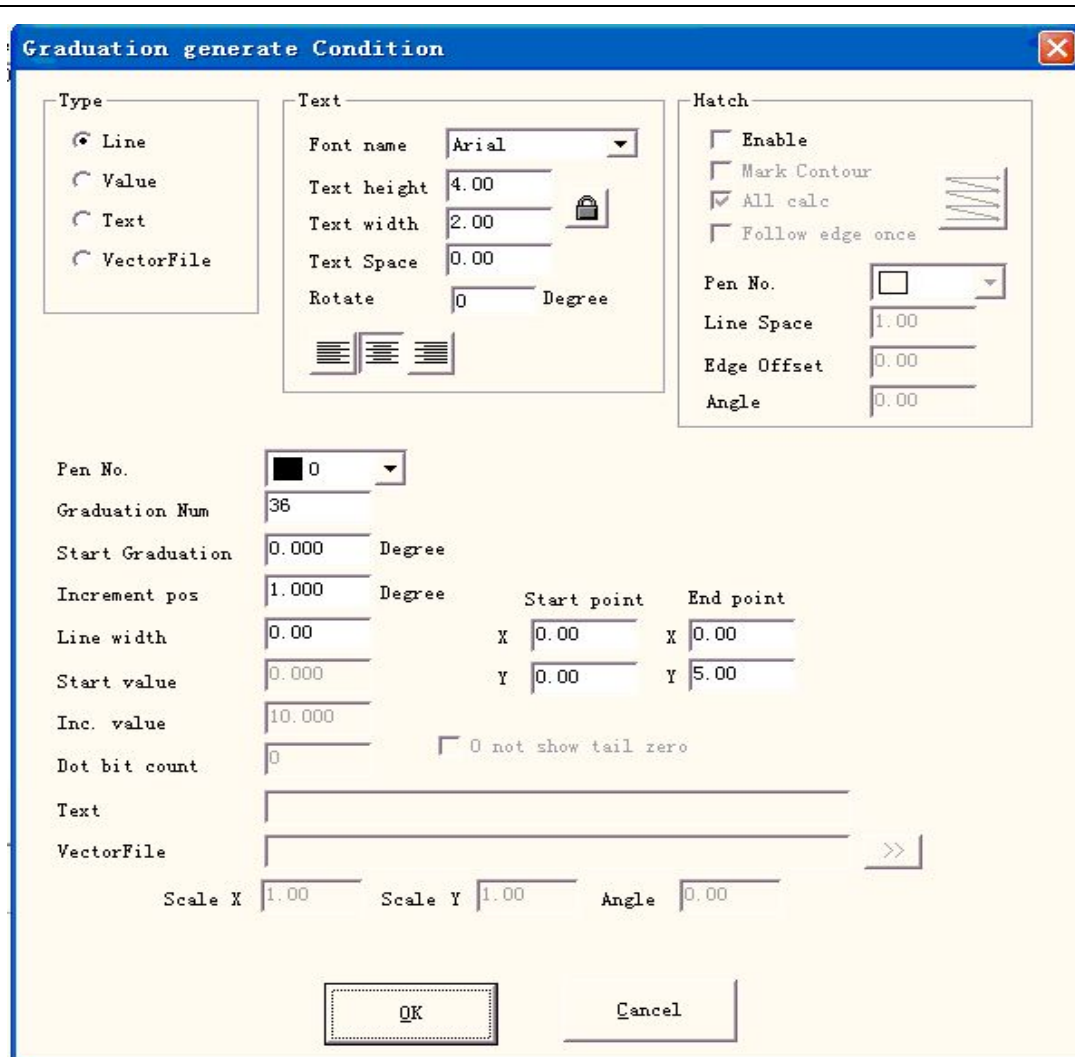 Graduation generate Condition
Type
Line
Value
Text
VectorFile
Text
Font name Arial
Text height 4.00
Text width 2.00
Text Space 0.00
Rotate 0 Degree
Hatch
Enable
Mark Contour
All calc
Follow edge once
Pen No.
Line Space 1.00
Edge Offset 0.00
Angle 0.00
Pen No. 0
Graduation Num 36
Start Graduation 0.000 Degree
Increment pos 1.000 Degree
Start point End point
Line width 0.00 X 0.00 X 0.00
Start value 0.000 Y 0.00 Y 5.00
Inc. value 10.000
Dot bit count 0 0 not show tail zero
Text
VectorFile >>
Scale X 1.00 Scale Y 1.00 Angle 0.00
OK Cancel